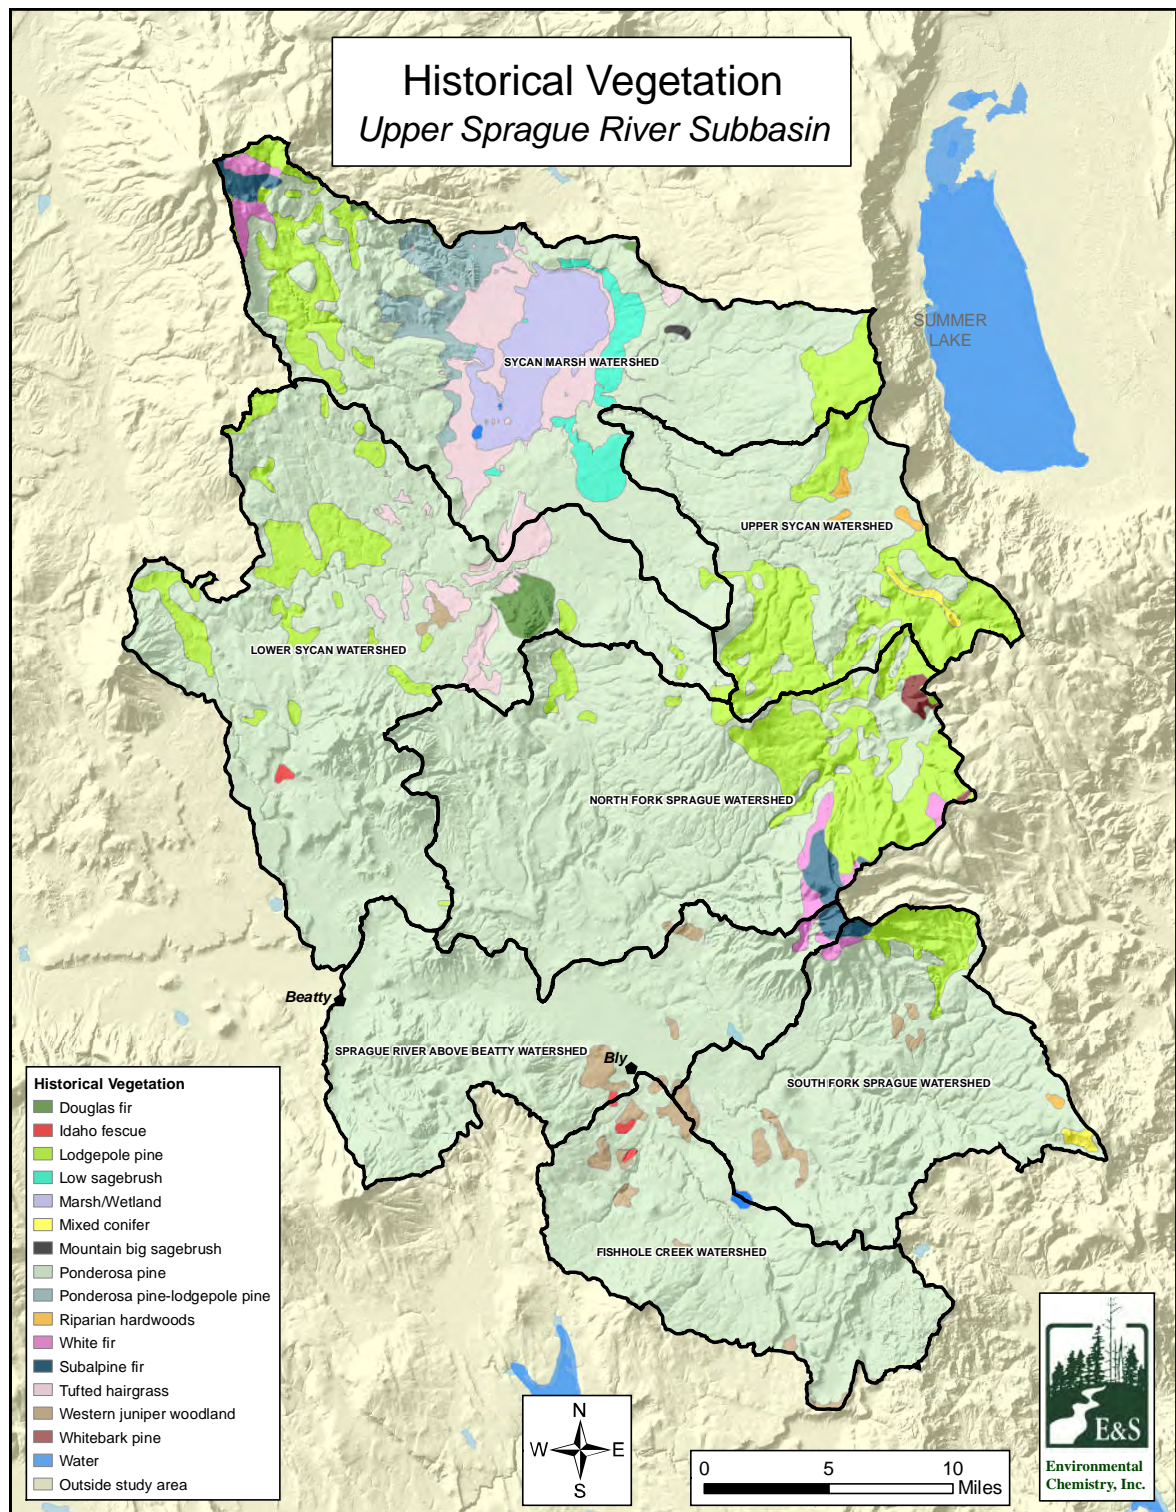 Historical Vegetation
Upper Sprague River Subbasin
SUMMER
LAKE
SYCAN MARSH WATERSHED
UPPER SYCAN WATERSHED
LOWER SYCAN WATERSHED
NORTH FORK SPRAGUE WATERSHED
Beatty
SPRAGUE RIVER ABOVE BEATTY WATERSHED
Bly
SOUTH FORK SPRAGUE WATERSHED
FISHHOLE CREEK WATERSHED
Historical Vegetation
Douglas fir
Idaho fescue
Lodgepole pine
Low sagebrush
Marsh/Wetland
Mixed conifer
Mountain big sagebrush
Ponderosa pine
Ponderosa pine-lodgepole pine
Riparian hardwoods
White fir
Subalpine fir
Tufted hairgrass
Western juniper woodland
Whitebark pine
Water
Outside study area
N
W E
S
0 5 10
Miles
E&S
Environmental
Chemistry, Inc.